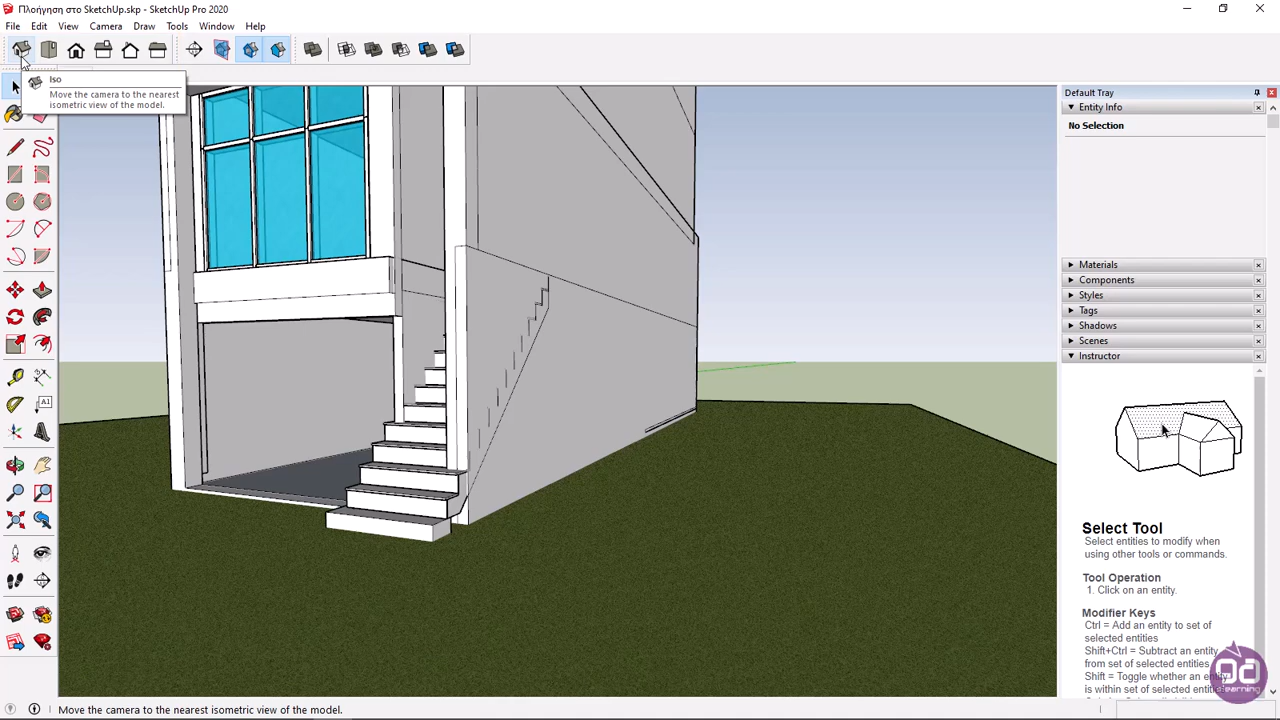 Πλοήγηση στο SketchUp.skp - SketchUp Pro 2020
File Edit View Camera Draw Tools Window Help
Iso
Move the camera to the nearest
isometric view of the model.
A1
Default Tray
Entity Info
No Selection
Materials
Components
Styles
Tags
Shadows
Scenes
Instructor
Select Tool
Select entities to modify when
using other tools or commands.
Tool Operation
1. Click on an entity.
Modifier Keys
Ctrl = Add an entity to set of
selected entities
Shift+Ctrl = Subtract an entity
from set of selected entities
Shift = Toggle whether an entity
is within set of selected entities
learning
Move the camera to the nearest isometric view of the model.